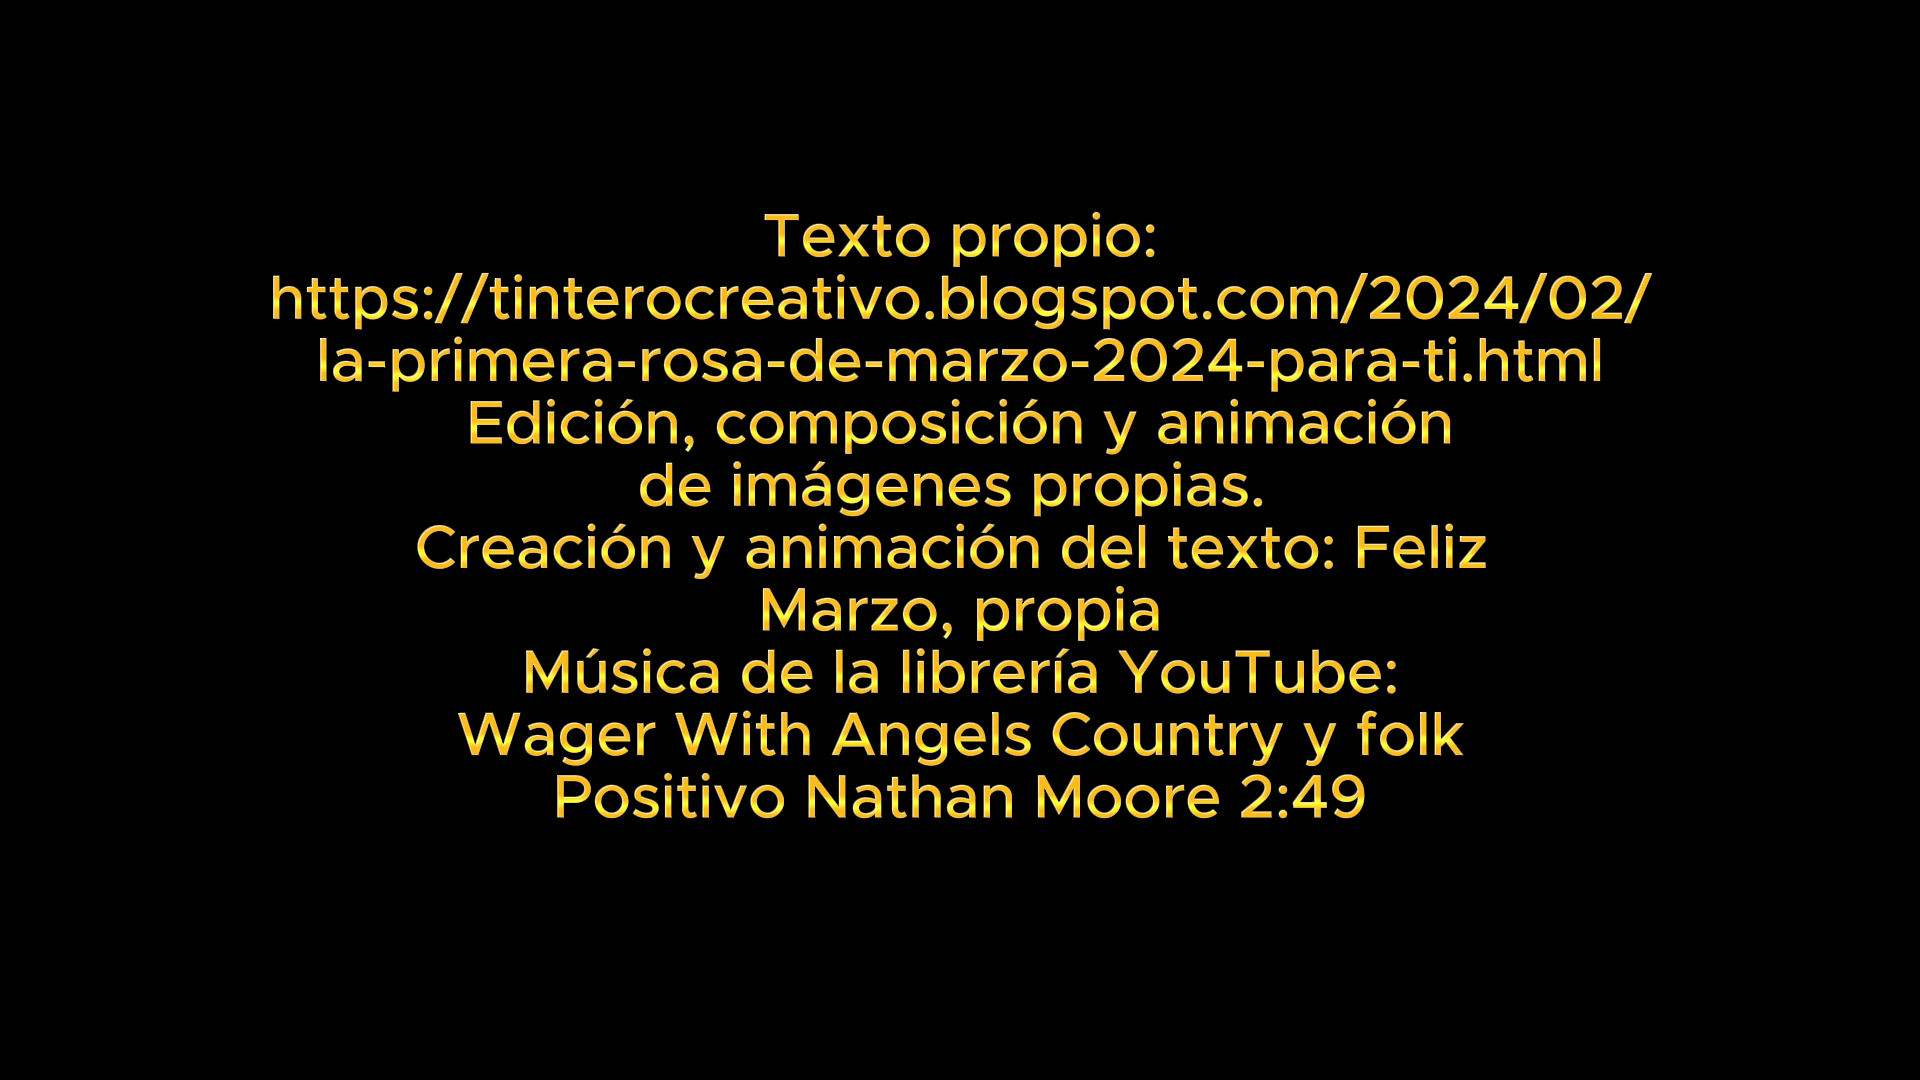 Texto propio:
https://tinterocreativo.blogspot.com/2024/02/
la-primera-rosa-de-marzo-2024-para-ti.html
Edición, composición y animación
de imágenes propias.
Creación y animación del texto: Feliz
Marzo, propia
Música de la librería YouTube:
Wager With Angels Country y folk
Positivo Nathan Moore 2:49